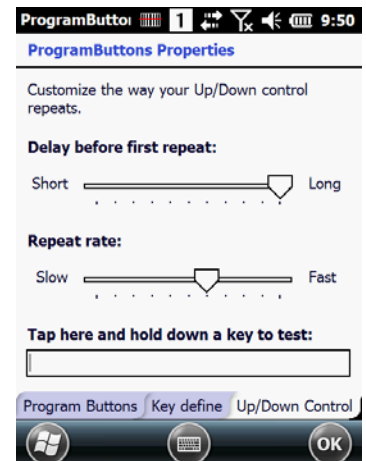 ProgramButton 1 9:50
ProgramButtons Properties
Customize the way your Up/Down control
repeats.
Delay before first repeat:
Short Long
Repeat rate:
Slow Fast
Tap here and hold down a key to test:
Program Buttons Key define Up/Down Control
OK